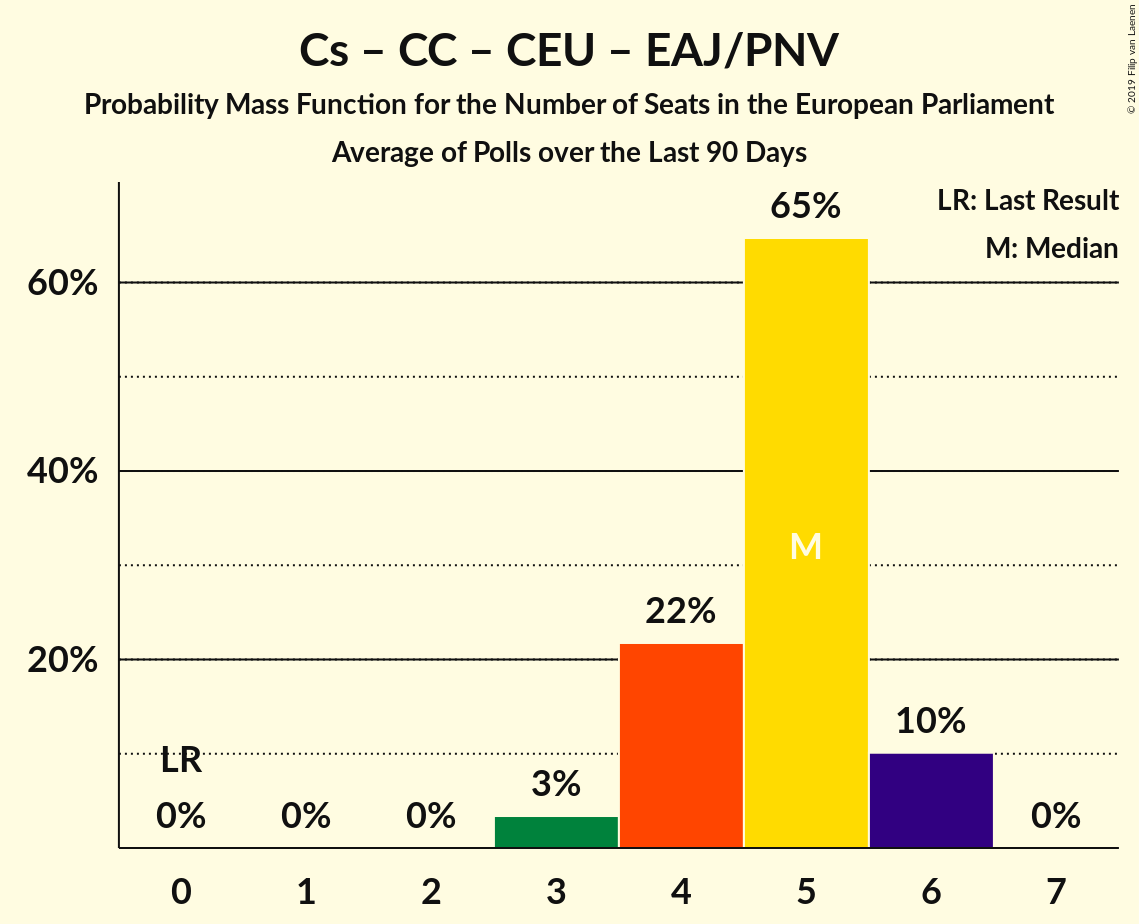 Cs – CC – CEU – EAJ/PNV
Probability Mass Function for the Number of Seats in the European Parliament
Average of Polls over the Last 90 Days
© 2019 Filip van Laenen
LR: Last Result
M: Median
65%
60%
40%
M
22%
20%
10%
LR
3%
0% 0% 0% 0%
0 1 2 3 4 5 6 7